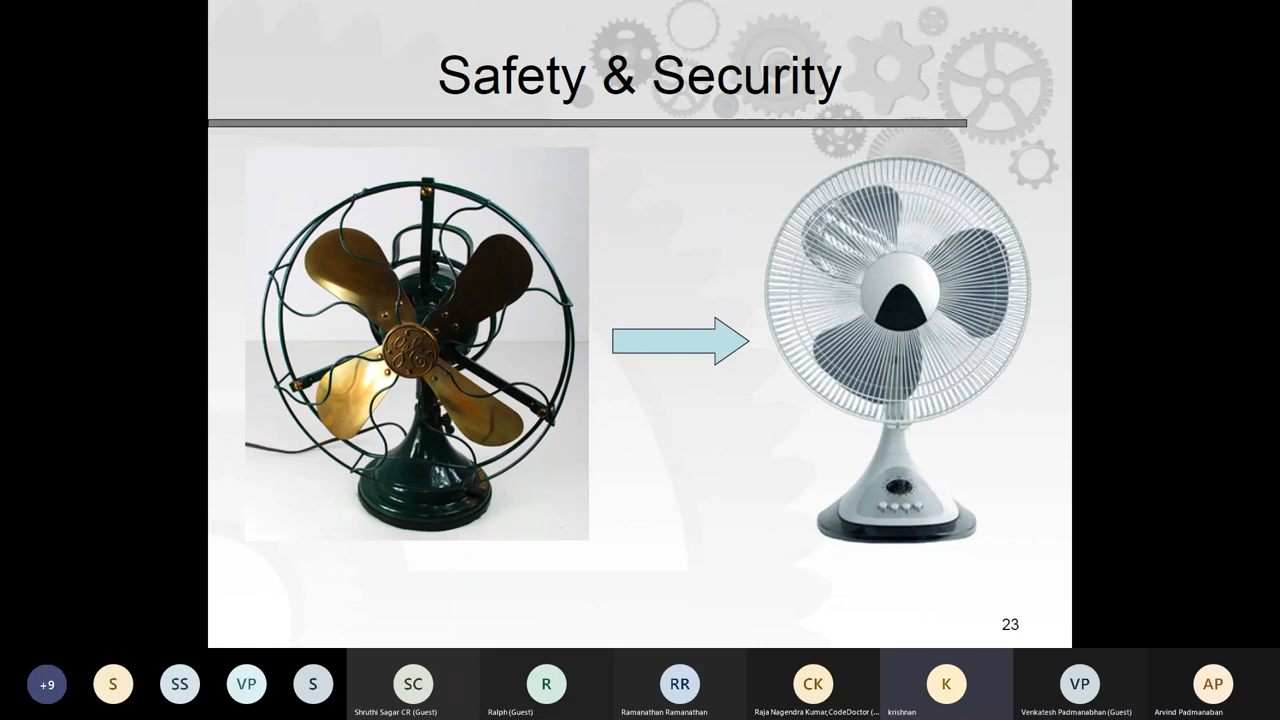 Safety & Security
23
+9
S
SS
VP
S
SC
R
RR
CK
K
VP
AP
Shruthi Sagar CR (Guest)
Ralph (Guest)
Ramanathan Ramanathan
Raja Nagendra Kumar,CodeDoctor (...
krishnan
Venkatesh Padmanabhan (Guest)
Arvind Padmanaban